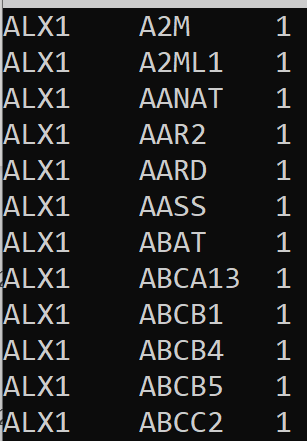 ALX1 A2M 1
ALX1 A2ML1 1
ALX1 AANAT 1
ALX1 AAR2 1
ALX1 AARD 1
ALX1 AASS 1
ALX1 ABAT 1
ALX1 ABCA13 1
ALX1 ABCB1 1
ALX1 ABCB4 1
ALX1 ABCB5 1
ALX1 ABCC2 1